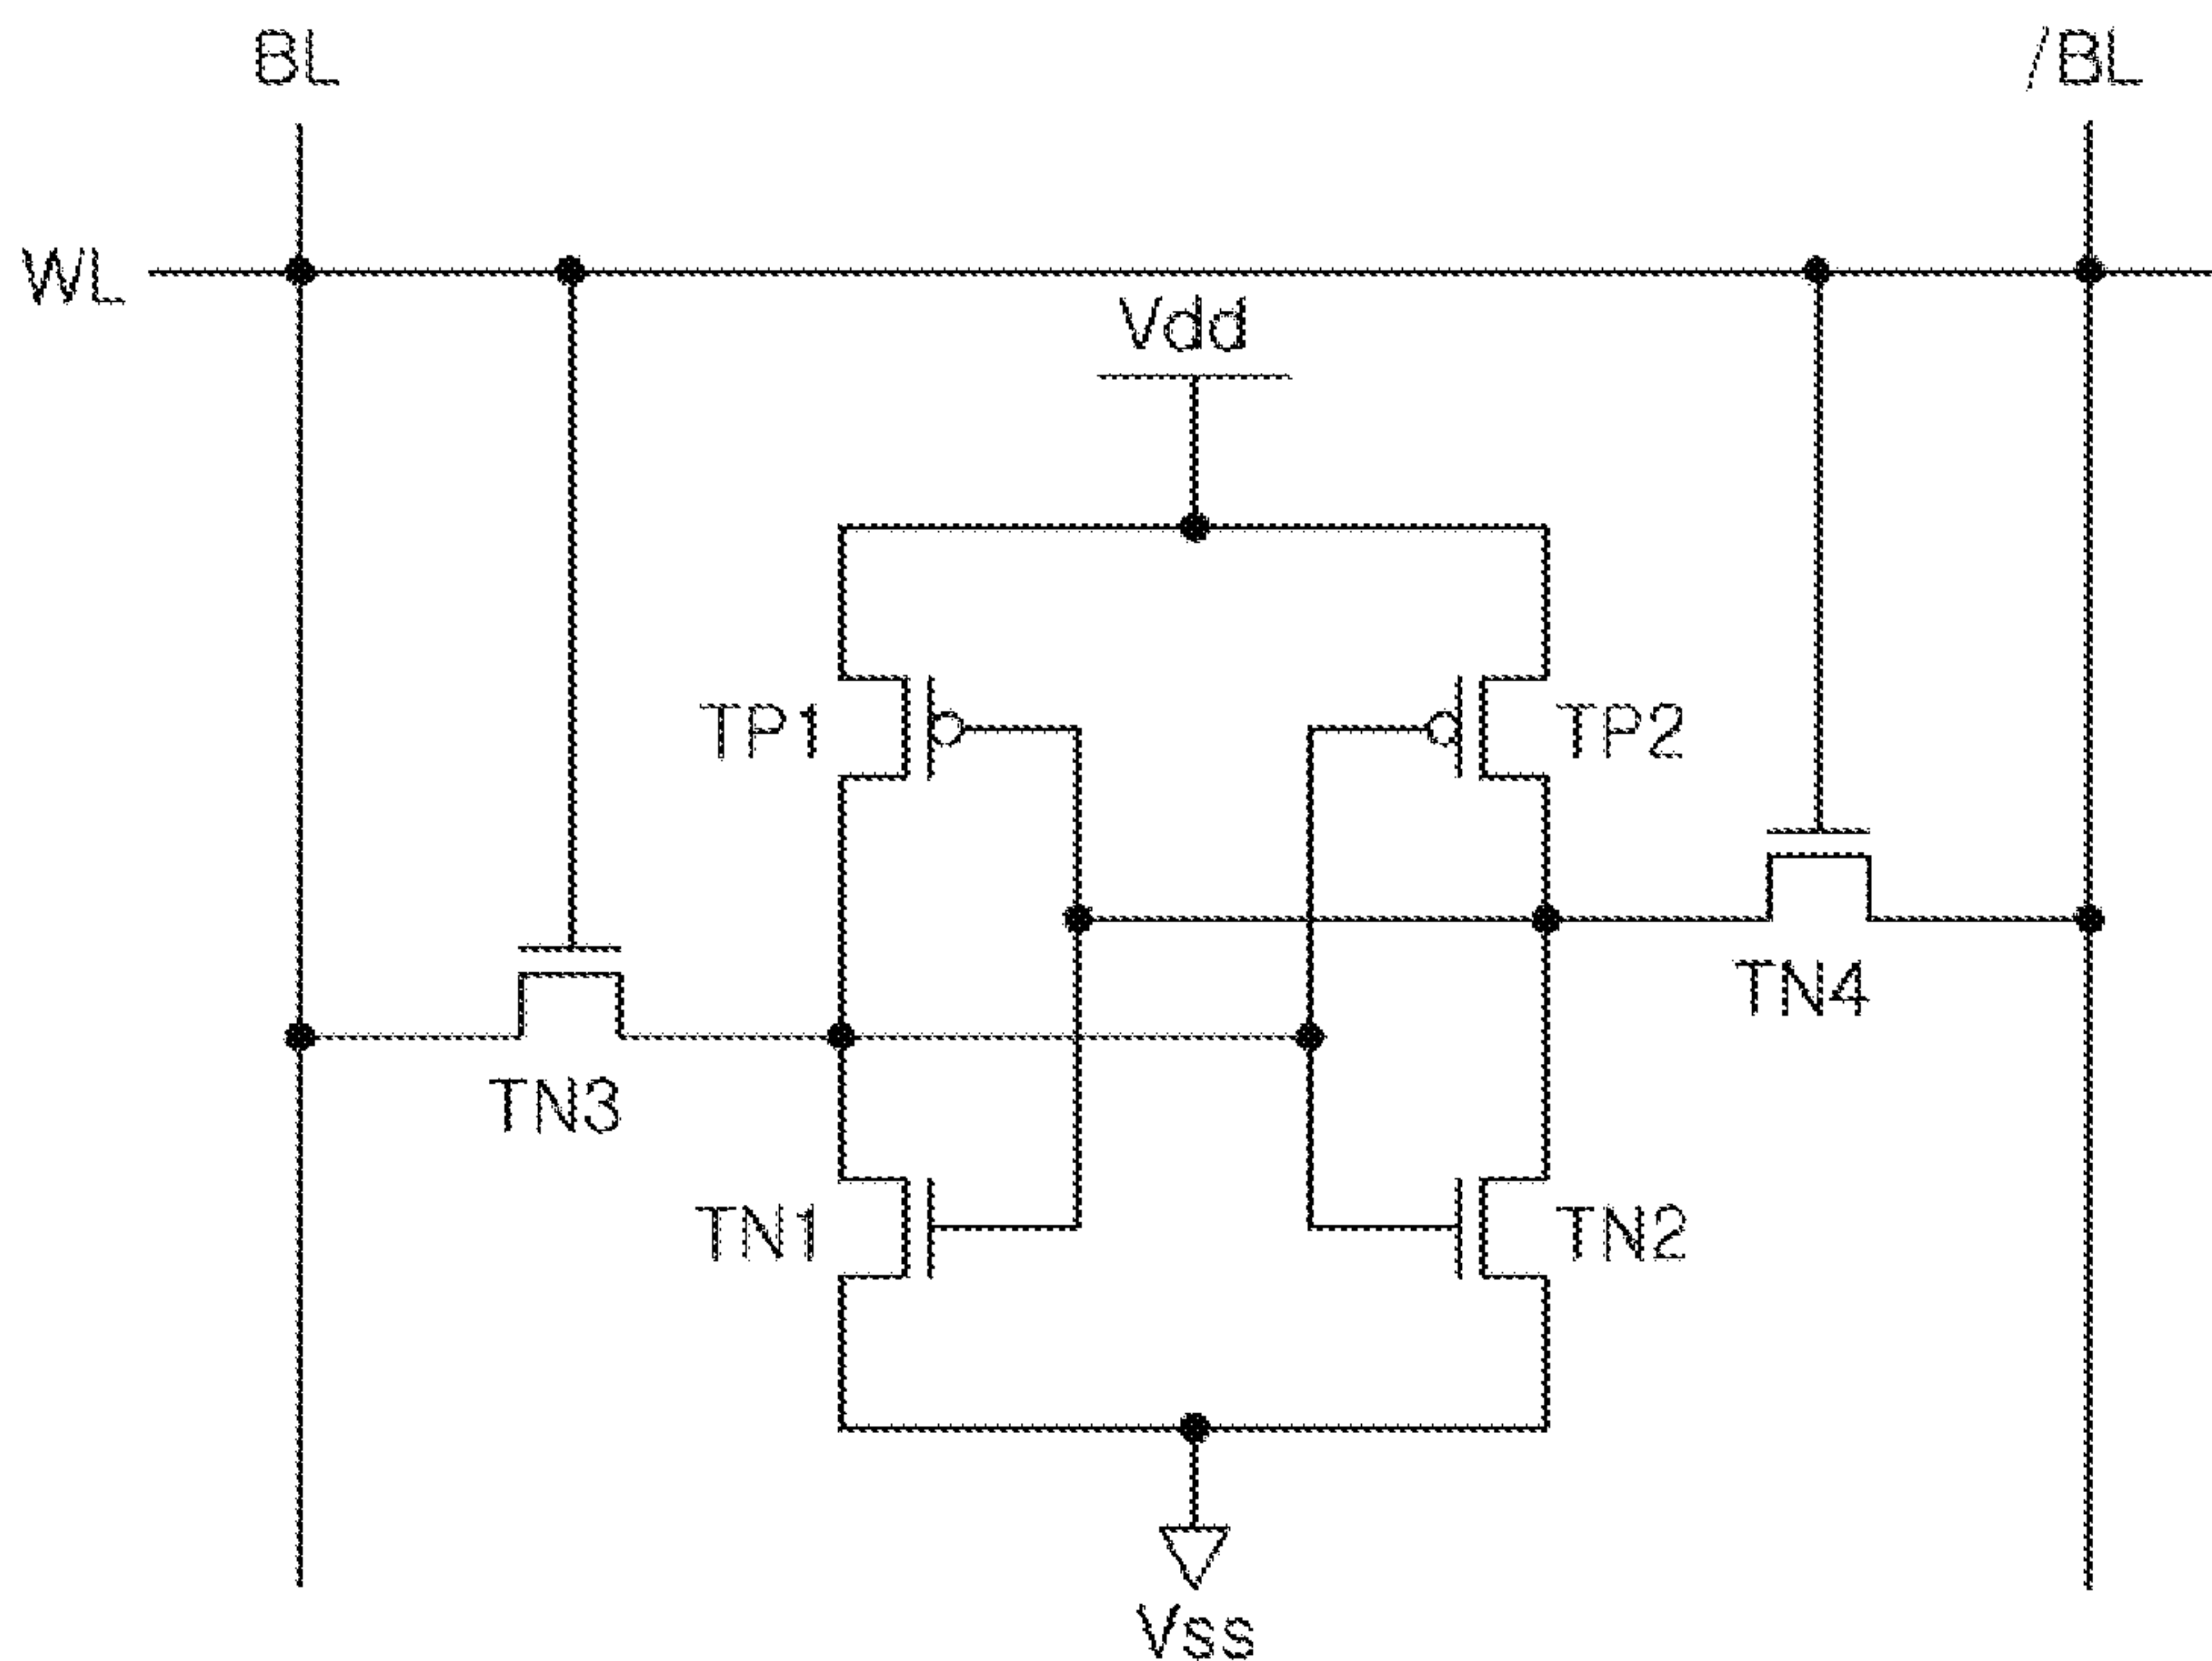 BL
/BL
WL
Vdd
TP1
TP2
TN4
TN3
TN1
TN2
Vss